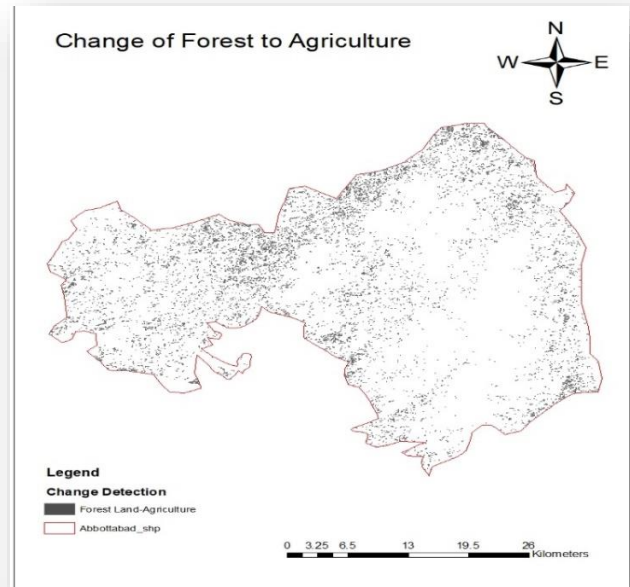 Change of Forest to Agriculture
N
W E
S
Legend
Change Detection
Forest Land-Agriculture
Abbottabad_shp
0 3.25 6.5 13 19.5 26
Kilometers